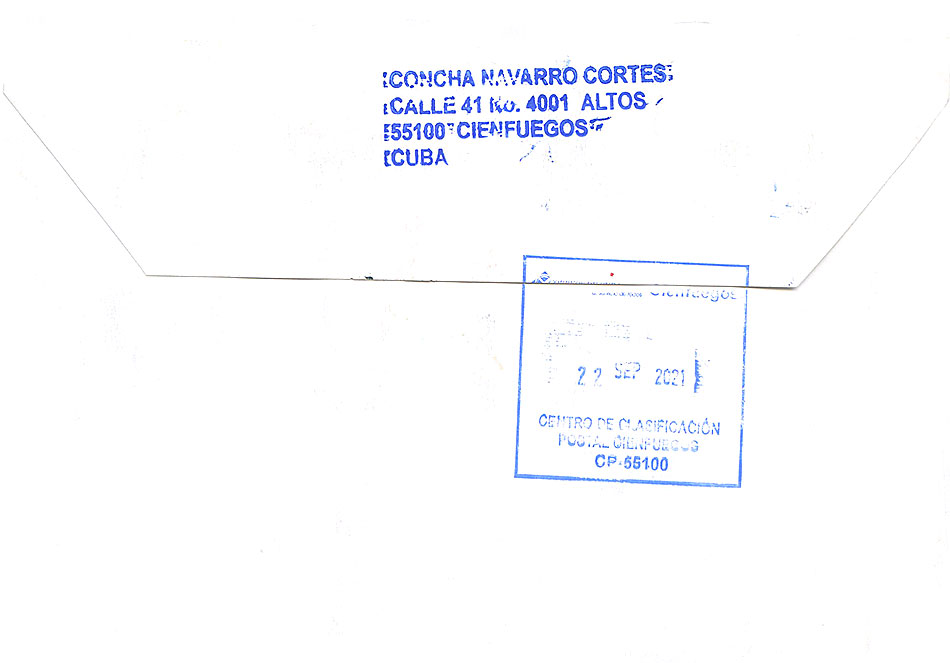 CONCHA NAVARRO CORTES
CALLE 41 No. 4001 ALTOS
55100 CIENFUEGOS
CUBA
Cienfuegos
22 SEP 2021
CENTRO DE CLASIFICACIÓN
POSTAL CIENFUEGOS
CP-55100